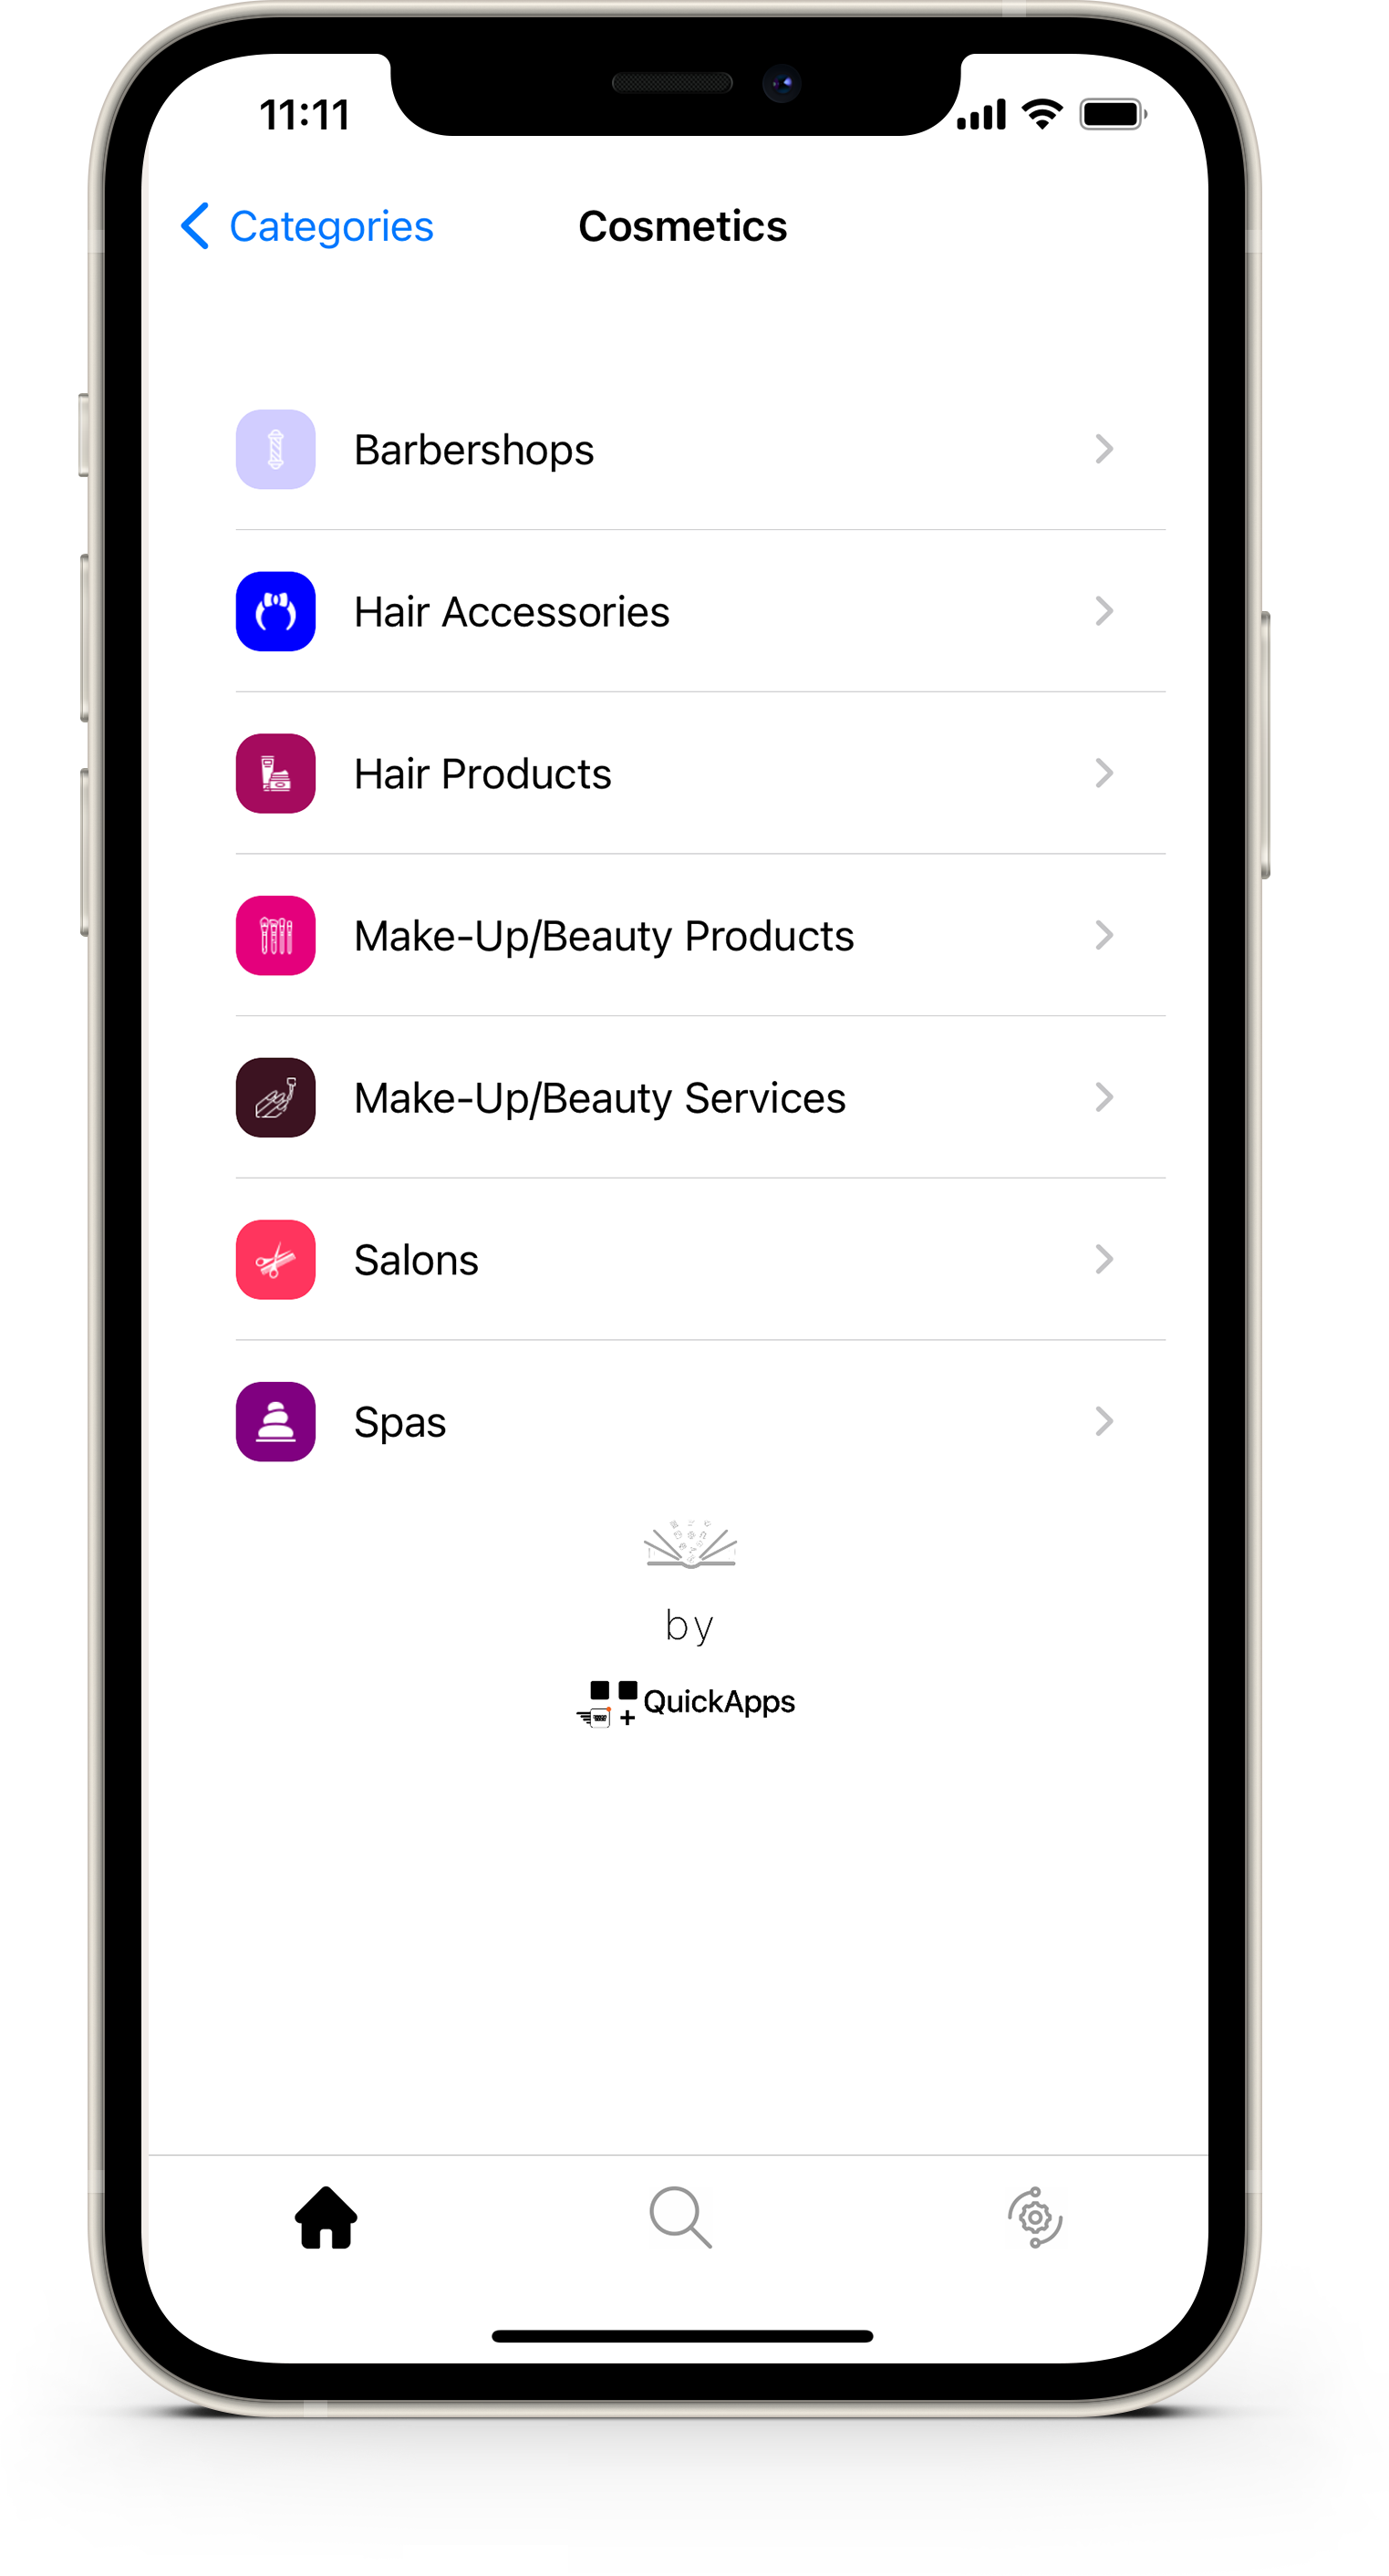 11:11
Categories
Cosmetics
Barbershops
Hair Accessories
Hair Products
Make-Up/Beauty Products
Make-Up/Beauty Services
Salons
Spas
by
QuickApps